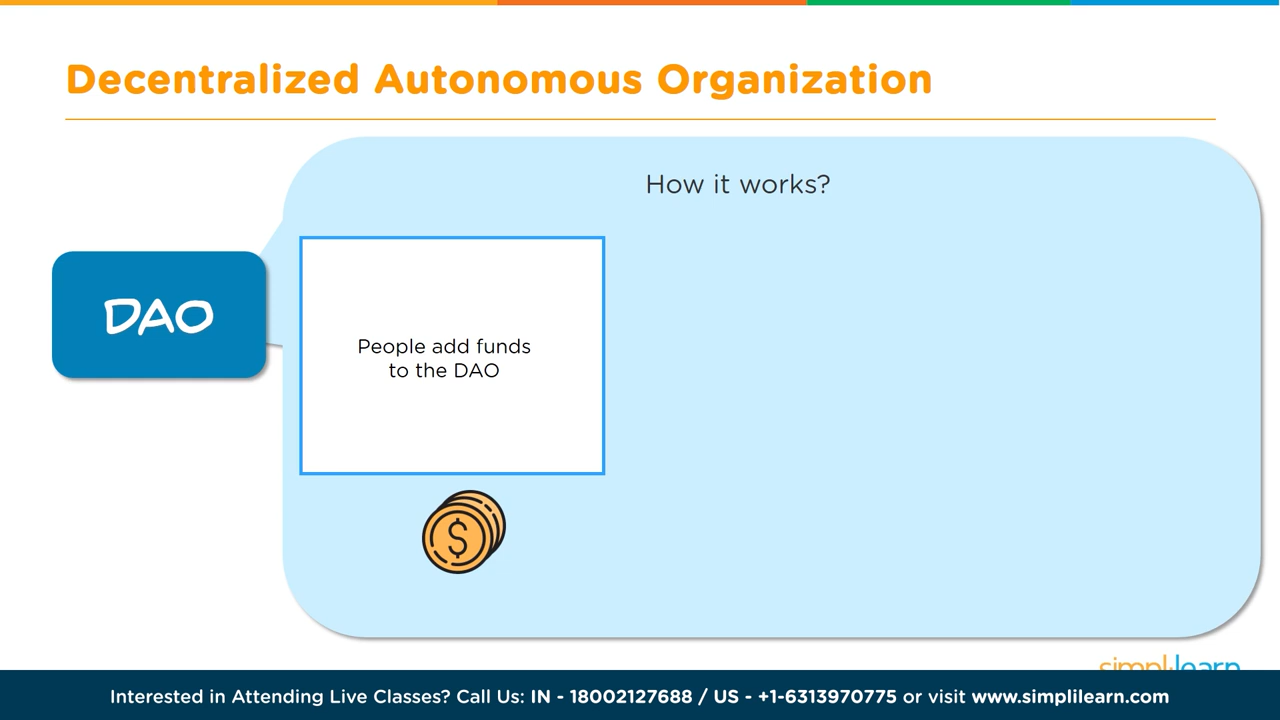 Decentralized Autonomous Organization
How it works?
DAO
People add funds
to the DAO
$
simplilearn
Interested in Attending Live Classes? Call Us: IN - 18002127688 / US - +1-6313970775 or visit www.simplilearn.com